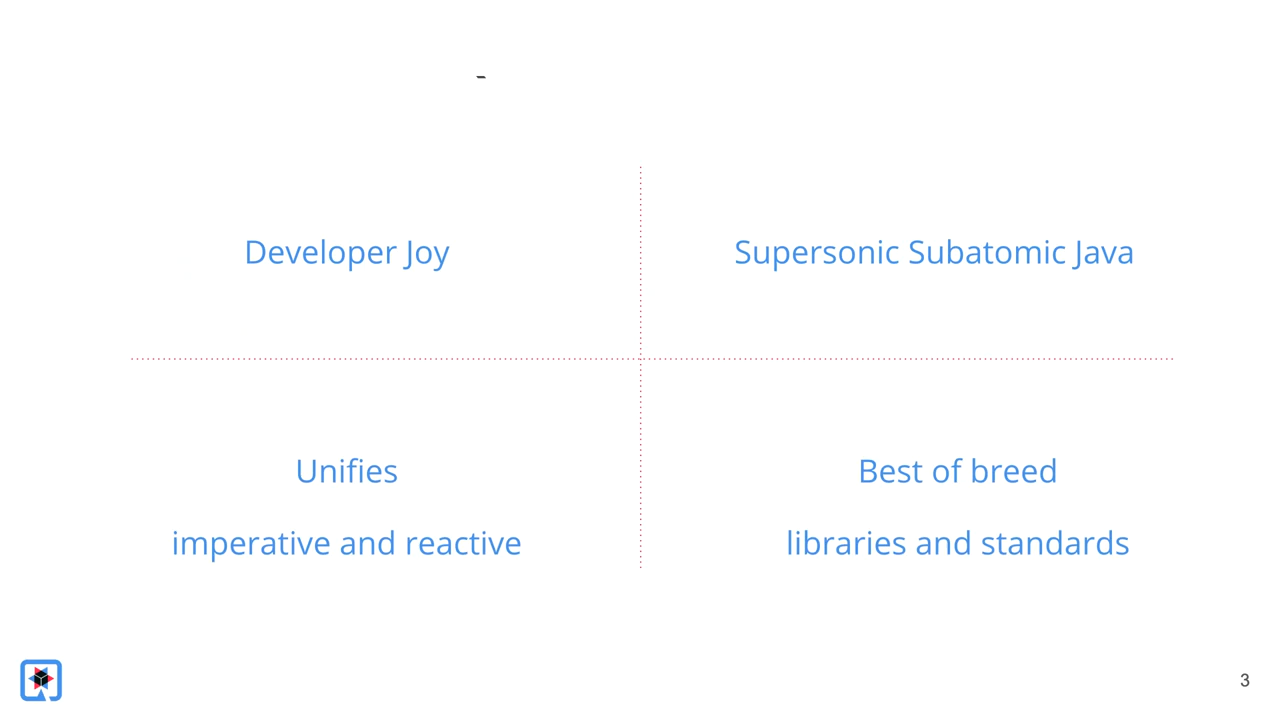 Developer Joy
Supersonic Subatomic Java
Unifies
imperative and reactive
Best of breed
libraries and standards
3